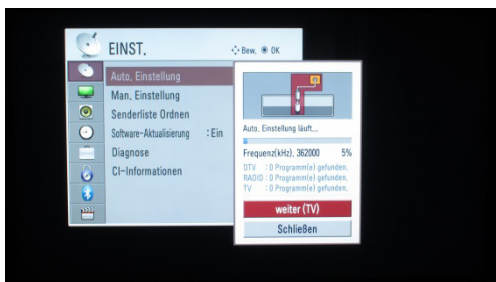 EINST.
Bew. OK
Auto. Einstellung
Man. Einstellung
Senderliste Ordnen
Software-Aktualisierung : Ein
Diagnose
CI-Informationen
Auto. Einstellung läuft...
Frequenz(kHz). 362000 5%
DTV : 0 Programm(e) gefunden.
RADIO : 0 Programm(e) gefunden.
TV : 0 Programm(e) gefunden.
weiter (TV)
Schließen